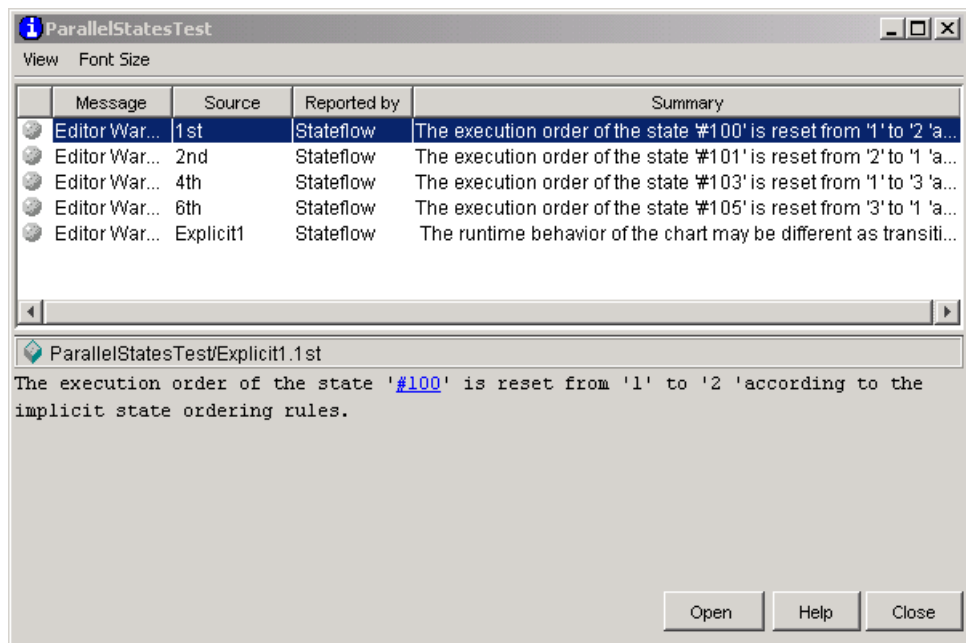 ParallelStatesTest
View Font Size
Message Source Reported by Summary
Editor War... 1st Stateflow The execution order of the state '#100' is reset from '1' to '2 'a...
Editor War... 2nd Stateflow The execution order of the state '#101' is reset from '2' to '1 'a...
Editor War... 4th Stateflow The execution order of the state '#103' is reset from '1' to '3 'a...
Editor War... 6th Stateflow The execution order of the state '#105' is reset from '3' to '1 'a...
Editor War... Explicit1 Stateflow The runtime behavior of the chart may be different as transiti...
ParallelStatesTest/Explicit1.1st
The execution order of the state '#100' is reset from '1' to '2 'according to the
implicit state ordering rules.
Open Help Close